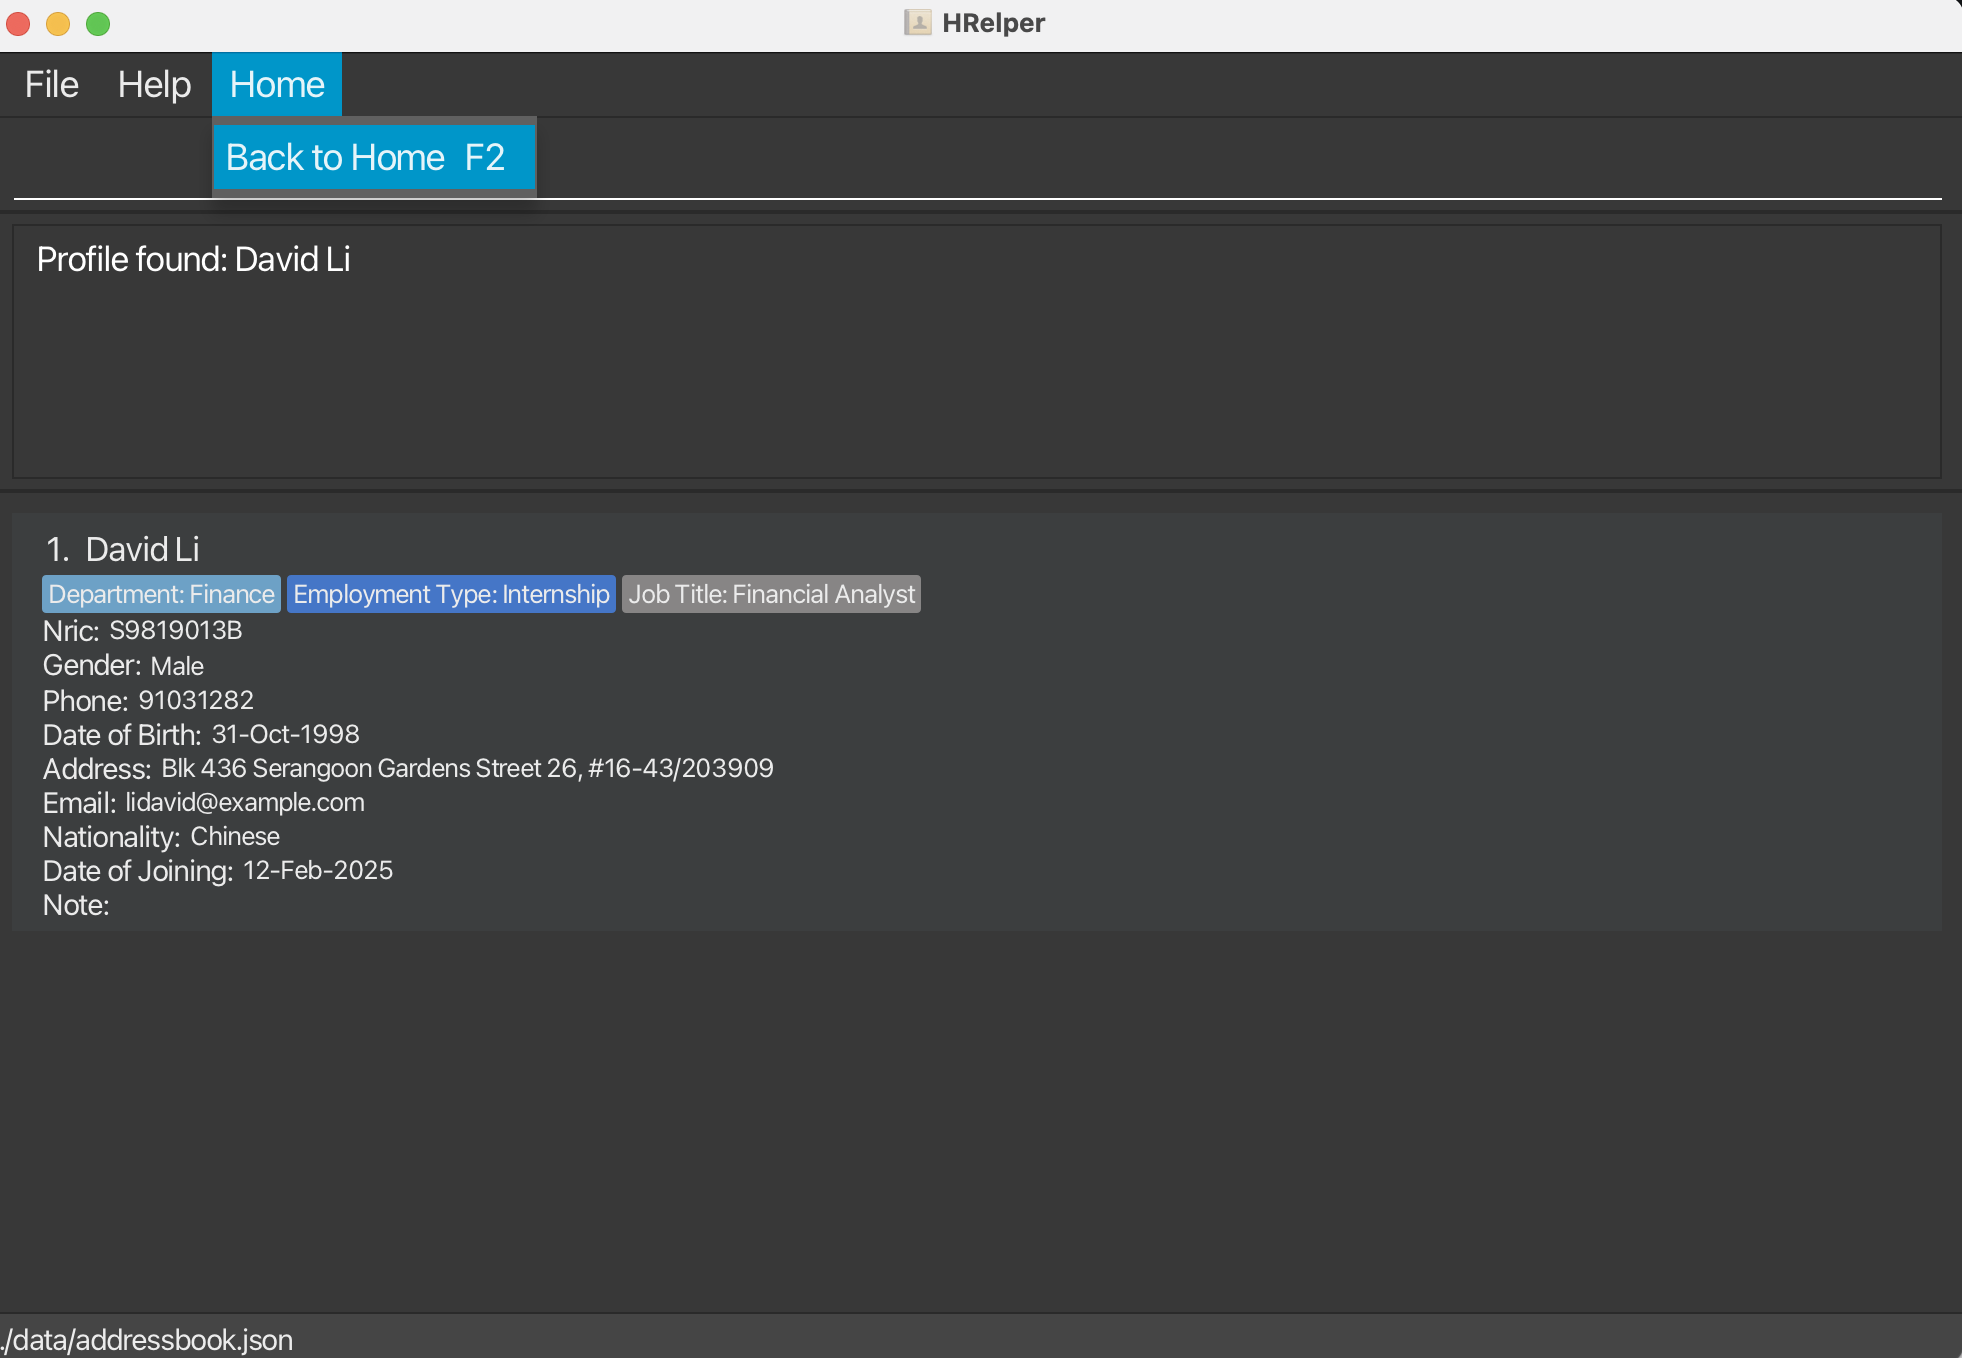 HRelper
File Help Home
Back to Home F2
Profile found: David Li
1. David Li
Department: Finance Employment Type: Internship Job Title: Financial Analyst
Nric: S9819013B
Gender: Male
Phone: 91031282
Date of Birth: 31-Oct-1998
Address: Blk 436 Serangoon Gardens Street 26, #16-43/203909
Email: lidavid@example.com
Nationality: Chinese
Date of Joining: 12-Feb-2025
Note:
./data/addressbook.json